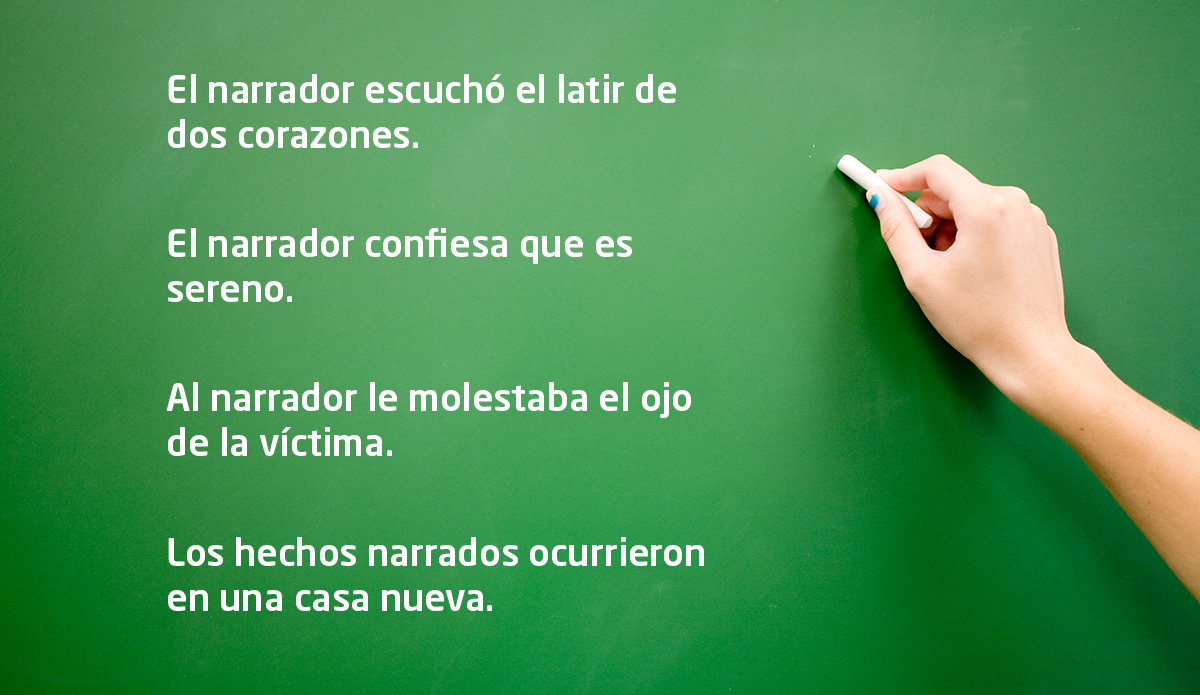 El narrador escuchó el latir de
dos corazones.
El narrador confiesa que es
sereno.
Al narrador le molestaba el ojo
de la víctima.
Los hechos narrados ocurrieron
en una casa nueva.